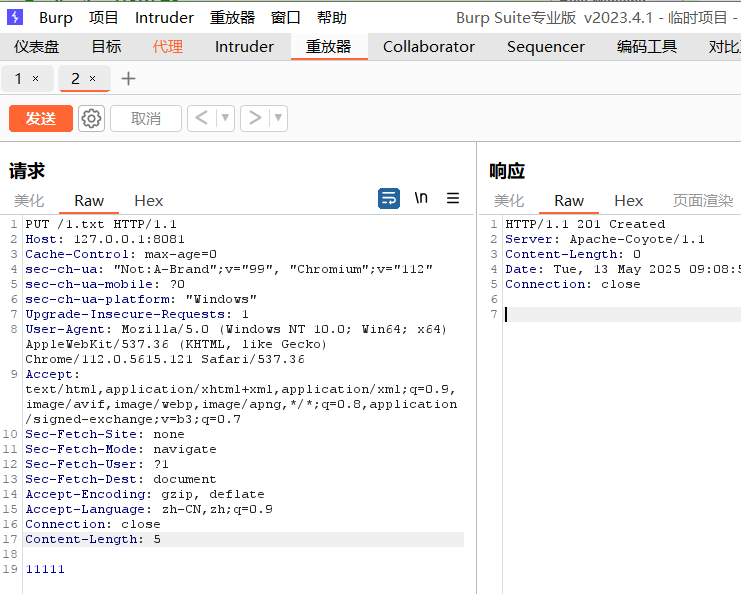 Burp 项目 Intruder 重放器 窗口 帮助 Burp Suite专业版 v2023.4.1 - 临时项目 -
仪表盘 目标 代理 Intruder 重放器 Collaborator Sequencer 编码工具 对比
1 × 2 × +
发送 取消 < ▼ > ▼
请求
美化 Raw Hex \n
1 PUT /1.txt HTTP/1.1
2 Host: 127.0.0.1:8081
3 Cache-Control: max-age=0
4 sec-ch-ua: "Not:A-Brand";v="99", "Chromium";v="112"
5 sec-ch-ua-mobile: ?0
6 sec-ch-ua-platform: "Windows"
7 Upgrade-Insecure-Requests: 1
8 User-Agent: Mozilla/5.0 (Windows NT 10.0; Win64; x64)
AppleWebKit/537.36 (KHTML, like Gecko)
Chrome/112.0.5615.121 Safari/537.36
9 Accept:
text/html,application/xhtml+xml,application/xml;q=0.9,
image/avif,image/webp,image/apng,*/*;q=0.8,application
/signed-exchange;v=b3;q=0.7
10 Sec-Fetch-Site: none
11 Sec-Fetch-Mode: navigate
12 Sec-Fetch-User: ?1
13 Sec-Fetch-Dest: document
14 Accept-Encoding: gzip, deflate
15 Accept-Language: zh-CN,zh;q=0.9
16 Connection: close
17 Content-Length: 5
18
19 11111
响应
美化 Raw Hex 页面渲染
1 HTTP/1.1 201 Created
2 Server: Apache-Coyote/1.1
3 Content-Length: 0
4 Date: Tue, 13 May 2025 09:08:5
5 Connection: close
6
7